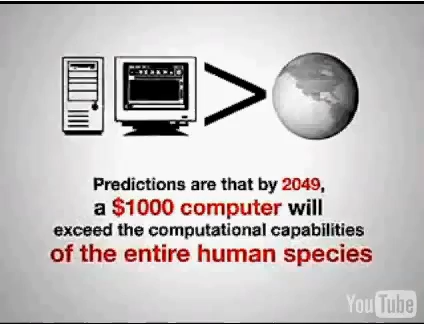 Predictions are that by 2049,
a $1000 computer will
exceed the computational capabilities
of the entire human species
YouTube